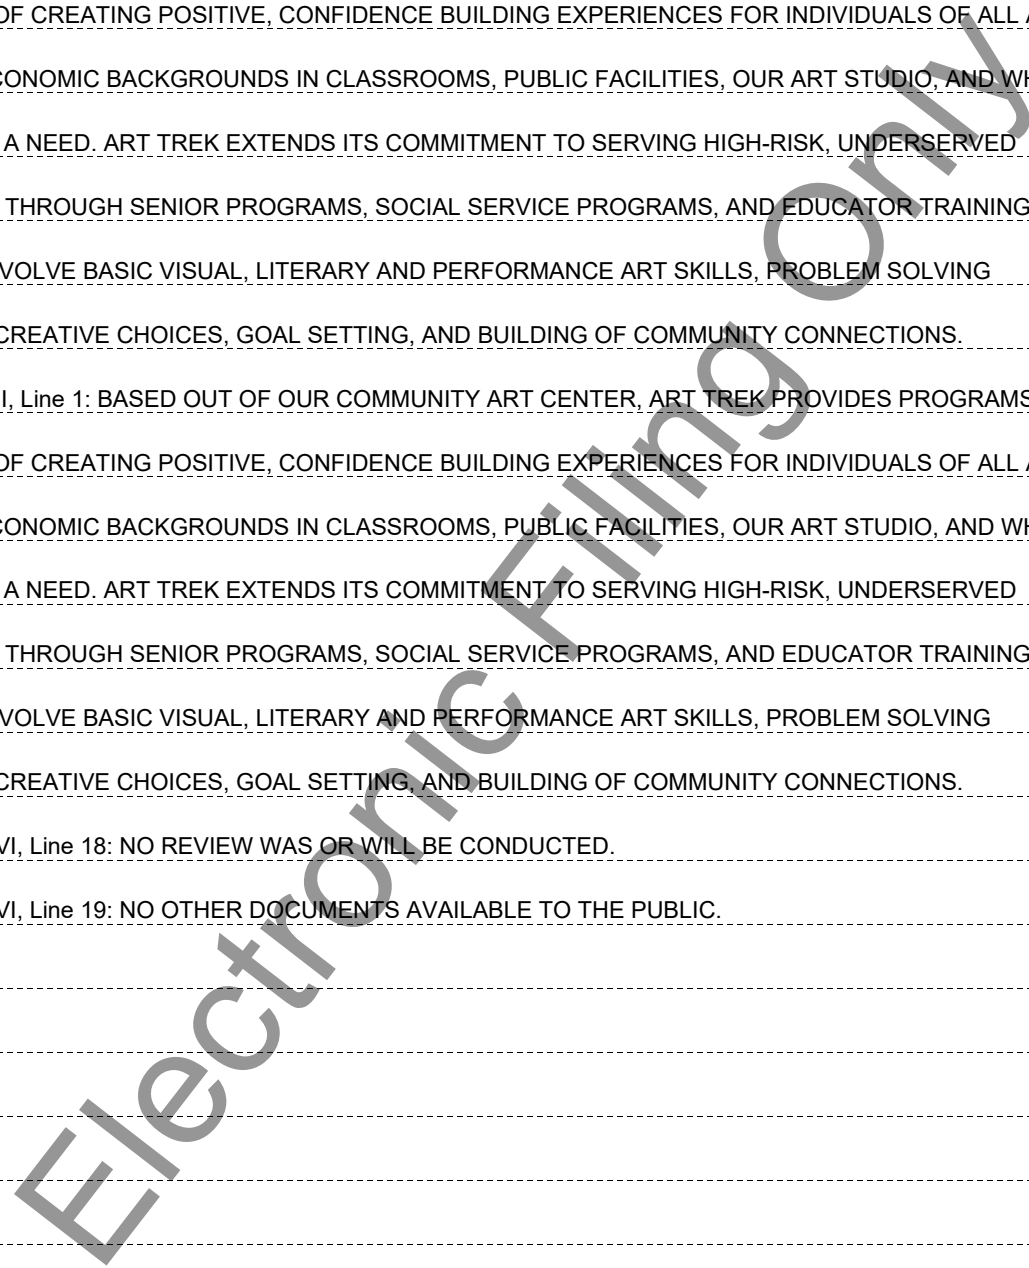 OF CREATING POSITIVE, CONFIDENCE BUILDING EXPERIENCES FOR INDIVIDUALS OF ALL
CONOMIC BACKGROUNDS IN CLASSROOMS, PUBLIC FACILITIES, OUR ART STUDIO, AND WH
A NEED. ART TREK EXTENDS ITS COMMITMENT TO SERVING HIGH-RISK, UNDERSERVED
THROUGH SENIOR PROGRAMS, SOCIAL SERVICE PROGRAMS, AND EDUCATOR TRAINING
VOLVE BASIC VISUAL, LITERARY AND PERFORMANCE ART SKILLS, PROBLEM SOLVING
CREATIVE CHOICES, GOAL SETTING, AND BUILDING OF COMMUNITY CONNECTIONS.
I, Line 1: BASED OUT OF OUR COMMUNITY ART CENTER, ART TREK PROVIDES PROGRAMS
OF CREATING POSITIVE, CONFIDENCE BUILDING EXPERIENCES FOR INDIVIDUALS OF ALL
CONOMIC BACKGROUNDS IN CLASSROOMS, PUBLIC FACILITIES, OUR ART STUDIO, AND WH
A NEED. ART TREK EXTENDS ITS COMMITMENT TO SERVING HIGH-RISK, UNDERSERVED
THROUGH SENIOR PROGRAMS, SOCIAL SERVICE PROGRAMS, AND EDUCATOR TRAINING
VOLVE BASIC VISUAL, LITERARY AND PERFORMANCE ART SKILLS, PROBLEM SOLVING
CREATIVE CHOICES, GOAL SETTING, AND BUILDING OF COMMUNITY CONNECTIONS.
VI, Line 18: NO REVIEW WAS OR WILL BE CONDUCTED.
VI, Line 19: NO OTHER DOCUMENTS AVAILABLE TO THE PUBLIC.
Electronic Filing Only